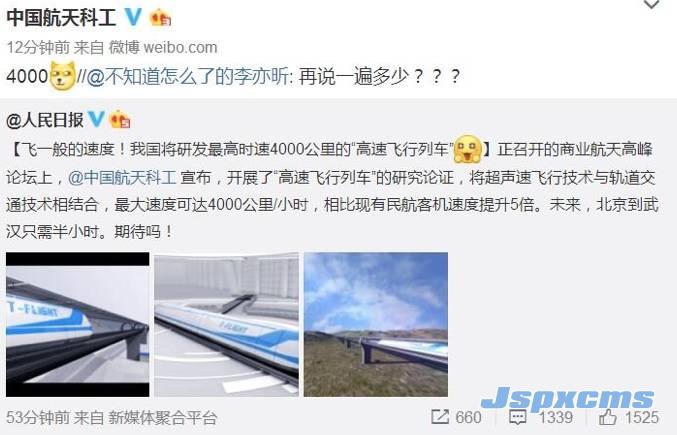 中国航天科工
12分钟前 来自 微博 weibo.com
4000//@不知道怎么了的李亦昕: 再说一遍多少？？？
@人民日报
【飞一般的速度！我国将研发最高时速4000公里的“高速飞行列车”】正召开的商业航天高峰
论坛上，@中国航天科工 宣布，开展了“高速飞行列车”的研究论证，将超声速飞行技术与轨道交
通技术相结合，最大速度可达4000公里/小时，相比现有民航客机速度提升5倍。未来，北京到武
汉只需半小时。期待吗！
T-FLIGHT
T-FLIGHT
53分钟前 来自 新媒体聚合平台
660
1339
1525
Jspxcms